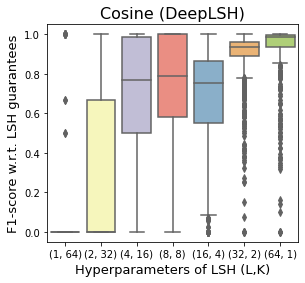 Cosine (DeepLSH)
F1-score w.r.t. LSH guarantees
1.0
0.8
0.6
0.4
0.2
0.0
(1, 64) (2, 32) (4, 16) (8, 8) (16, 4) (32, 2) (64, 1)
Hyperparameters of LSH (L,K)